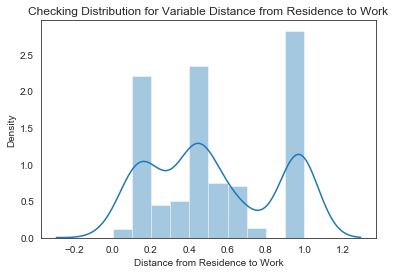 Checking Distribution for Variable Distance from Residence to Work
2.5
2.0
1.5
1.0
0.5
0.0
Density
−0.2 0.0 0.2 0.4 0.6 0.8 1.0 1.2
Distance from Residence to Work